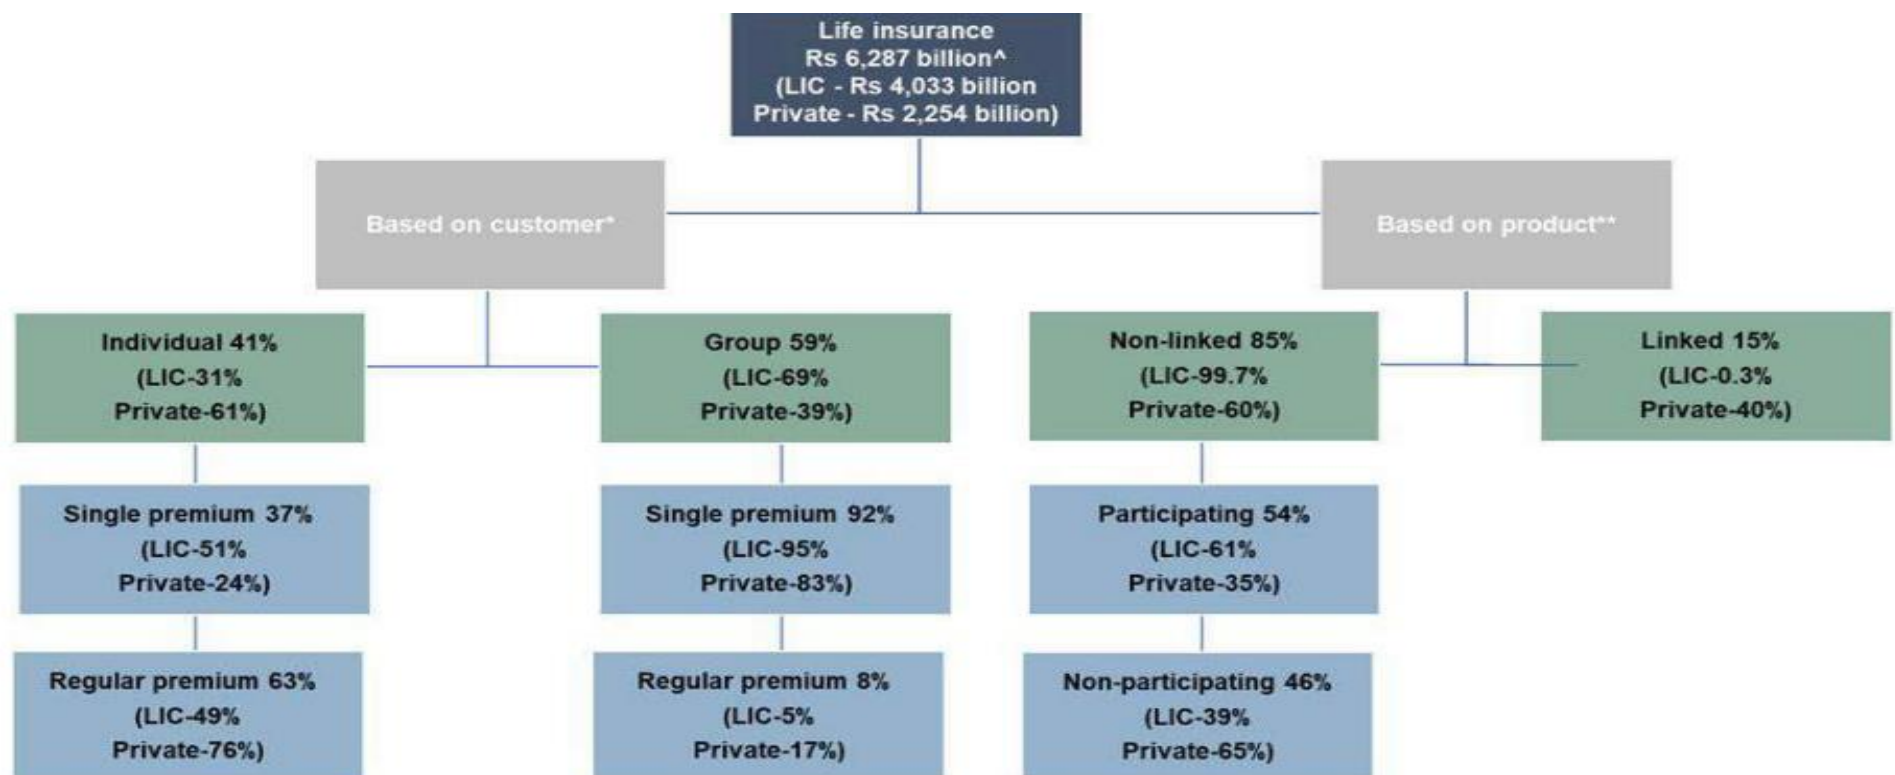 Life insurance
Rs 6,287 billion^
(LIC - Rs 4,033 billion
Private - Rs 2,254 billion)
Based on customer*
Based on product**
Individual 41%
(LIC-31%
Private-61%)
Group 59%
(LIC-69%
Private-39%)
Non-linked 85%
(LIC-99.7%
Private-60%)
Linked 15%
(LIC-0.3%
Private-40%)
Single premium 37%
(LIC-51%
Private-24%)
Single premium 92%
(LIC-95%
Private-83%)
Participating 54%
(LIC-61%
Private-35%)
Regular premium 63%
(LIC-49%
Private-76%)
Regular premium 8%
(LIC-5%
Private-17%)
Non-participating 46%
(LIC-39%
Private-65%)